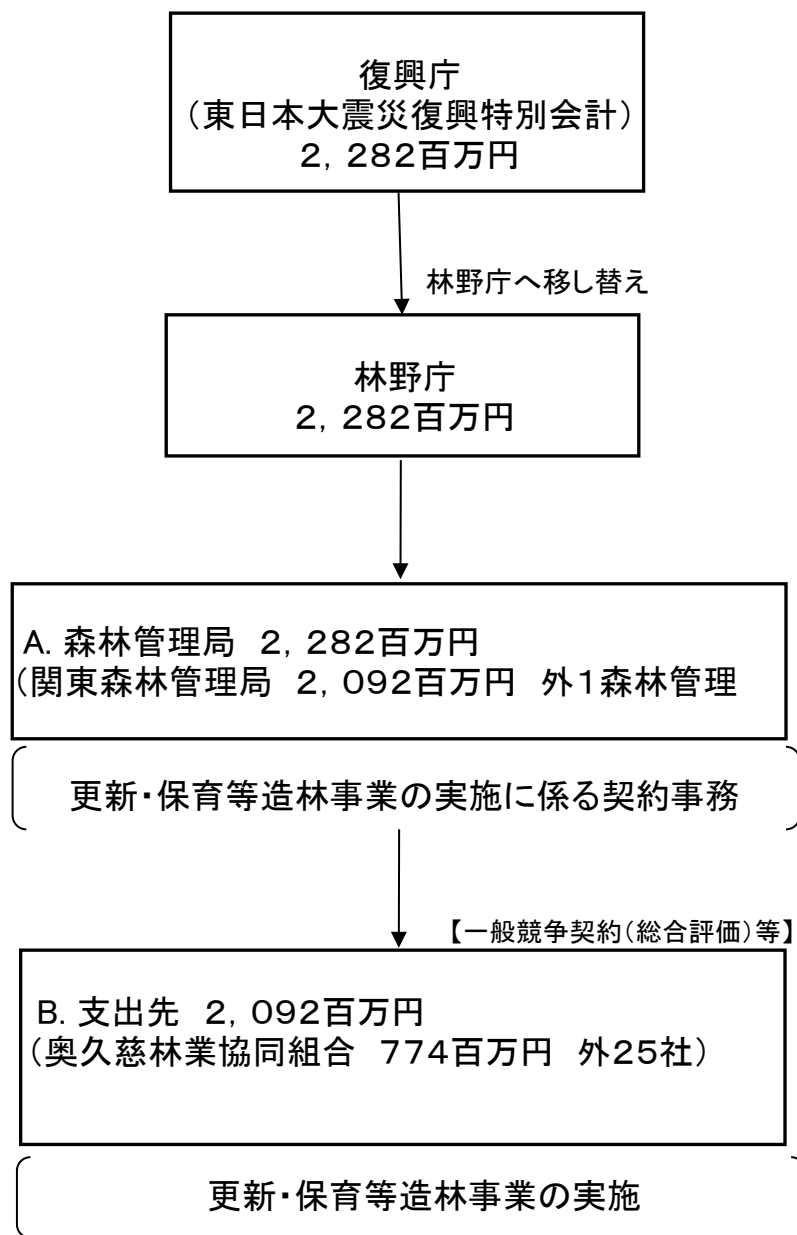 復興庁
（東日本大震災復興特別会計）
２，２８２百万円
林野庁へ移し替え
林野庁
２，２８２百万円
A. 森林管理局　２，２８２百万円
（関東森林管理局　２，０９２百万円　外１森林管理
更新・保育等造林事業の実施に係る契約事務
【一般競争契約（総合評価）等】
B. 支出先　２，０９２百万円
（奥久慈林業協同組合　７７４百万円　外２５社）
更新・保育等造林事業の実施